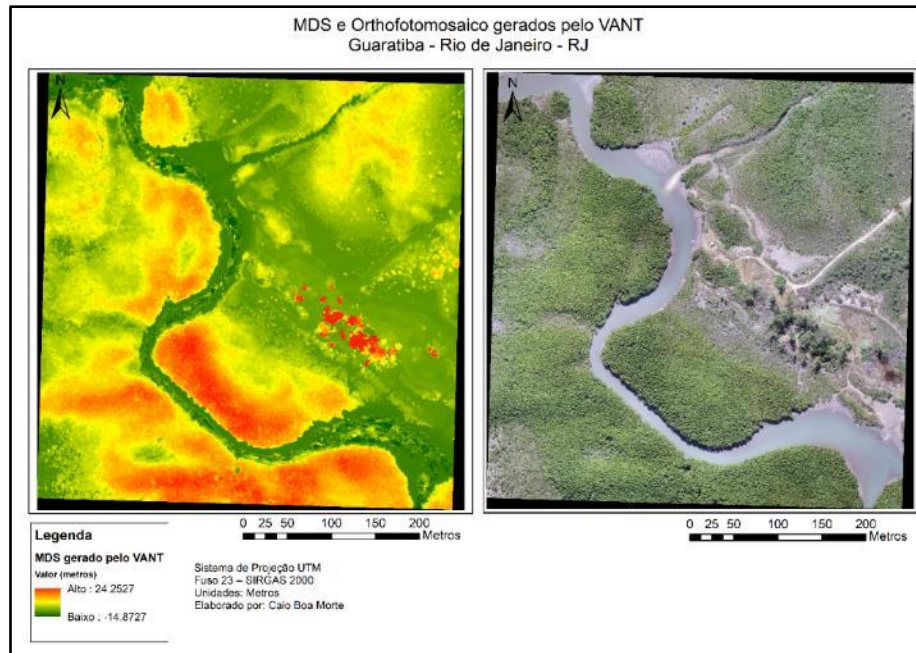 MDS e Orthofotomosaico gerados pelo VANT
Guaratiba - Rio de Janeiro - RJ
N
N
0 25 50 100 150 200
Metros
0 25 50 100 150 200
Metros
Legenda
MDS gerado pelo VANT
Valor (metros)
Alto : 24.2527
Baixo : -14.8727
Sistema de Projeção UTM
Fuso 23 – SIRGAS 2000
Unidades: Metros
Elaborado por: Caio Boa Morte